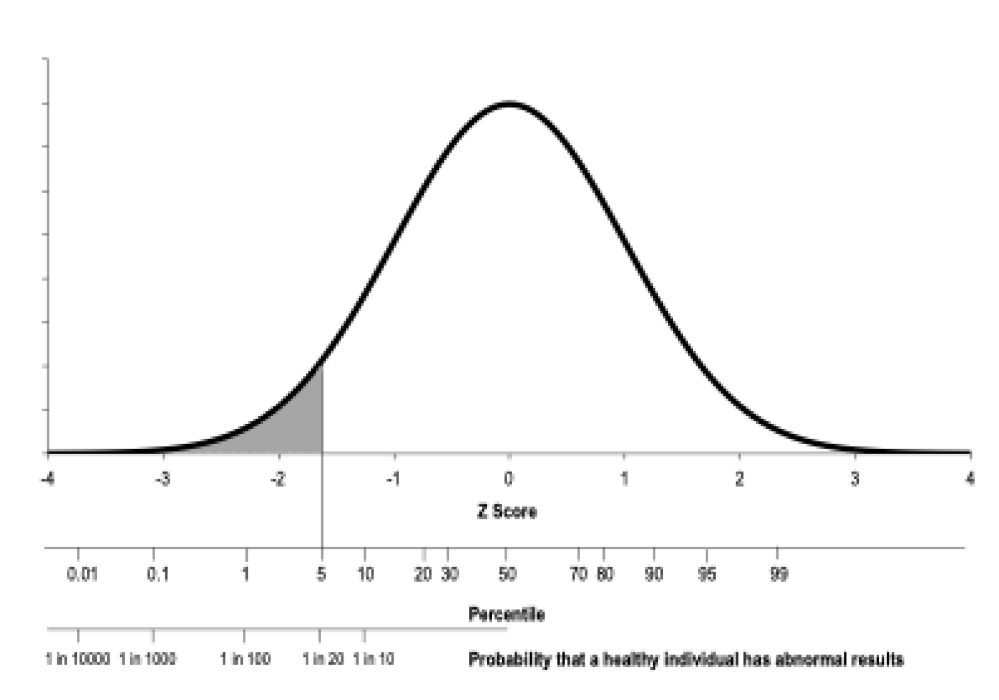 -4 -3 -2 -1 0 1 2 3 4
Z Score
0.01 0.1 1 5 10 20 30 50 70 80 90 95 99
Percentile
1 in 10000 1 in 1000 1 in 100 1 in 20 1 in 10 Probability that a healthy individual has abnormal results